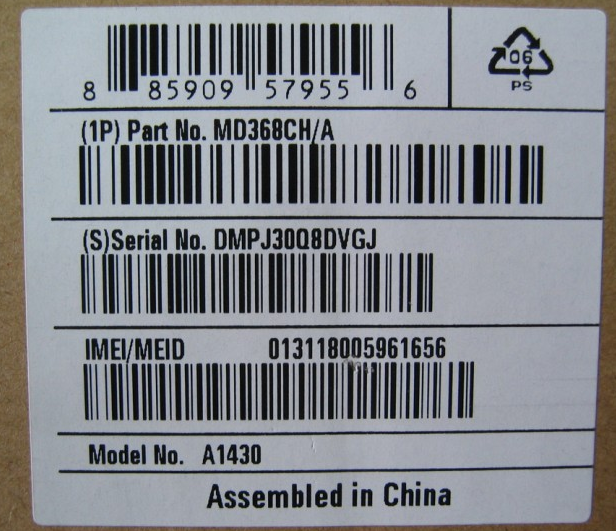 8 85909 57955 6
06
PS
(1P) Part No. MD368CH/A
(S)Serial No. DMPJ30Q8DVGJ
IMEI/MEID 013118005961656
Model No. A1430
Assembled in China